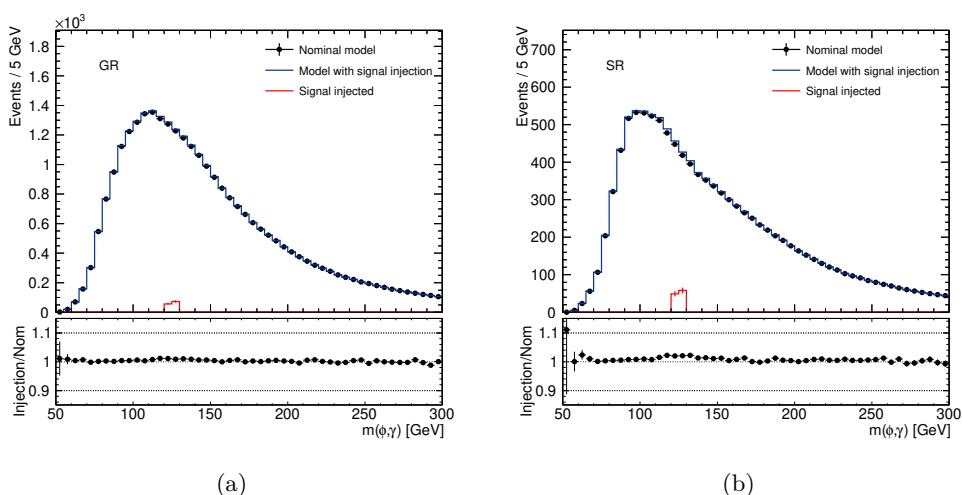 ×10³
Events / 5 GeV
1.8
1.6
1.4
1.2
1
0.8
0.6
0.4
0.2
0
GR
Nominal model
Model with signal injection
Signal injected
Injection/Nom
1.1
1
0.9
50 100 150 200 250 300
m(ϕ,γ) [GeV]
(a)
Events / 5 GeV
700
600
500
400
300
200
100
0
SR
Nominal model
Model with signal injection
Signal injected
Injection/Nom
1.1
1
0.9
50 100 150 200 250 300
m(ϕ,γ) [GeV]
(b)